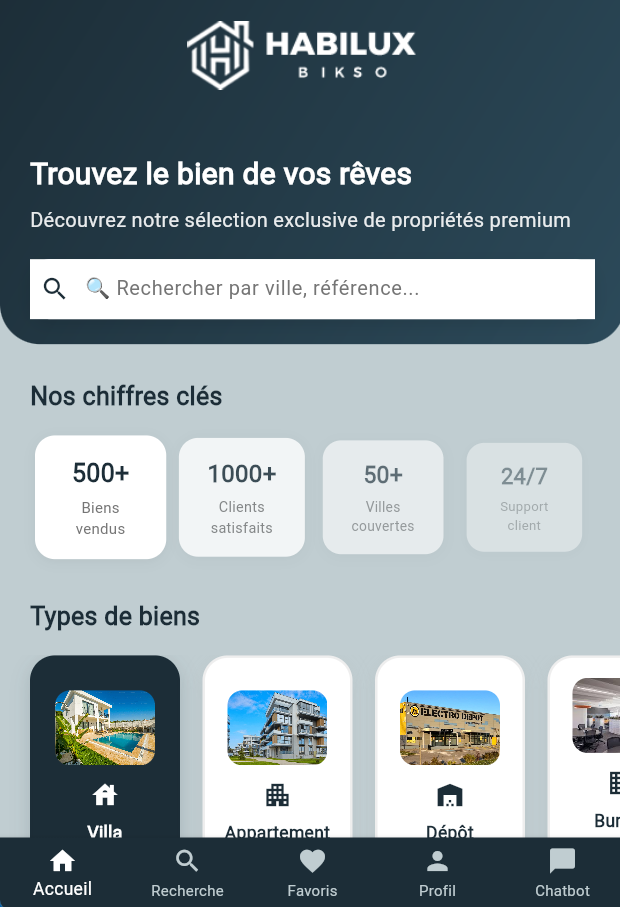 HABILUX
BIKSO
Trouvez le bien de vos rêves
Découvrez notre sélection exclusive de propriétés premium
🔍 Rechercher par ville, référence...
Nos chiffres clés
500+
Biens
vendus
1000+
Clients
satisfaits
50+
Villes
couvertes
24/7
Support
client
Types de biens
ELECTRO DEPOT
Villa
Appartement
Dépôt
Bur
Accueil
Recherche
Favoris
Profil
Chatbot